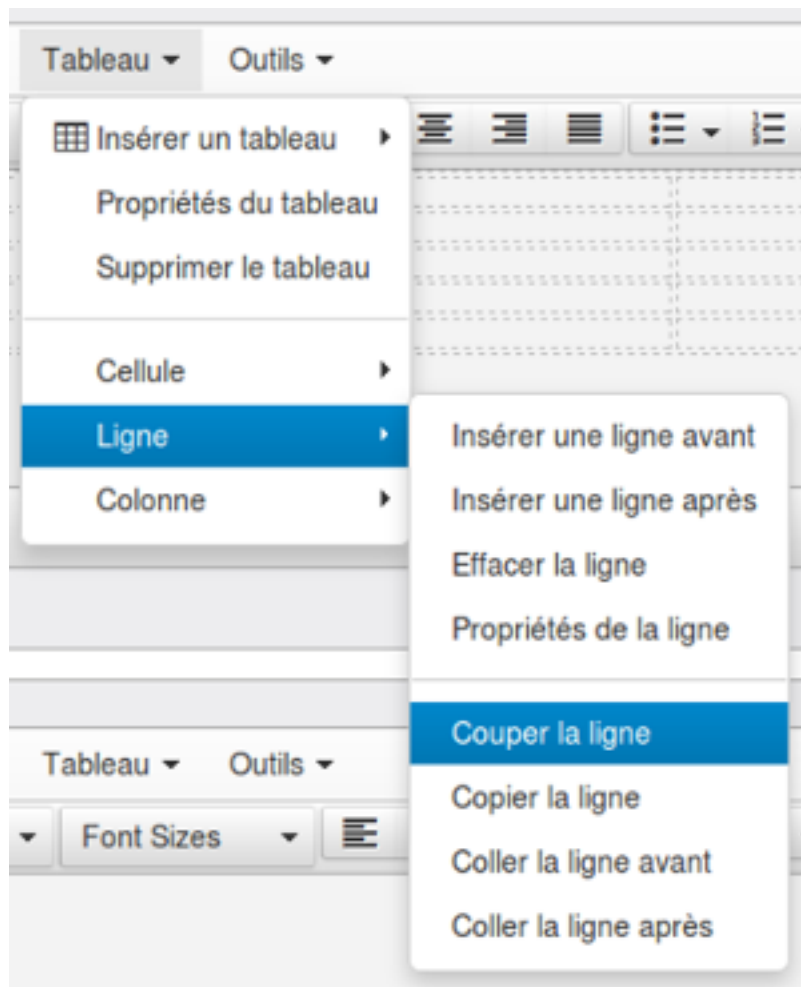 Tableau Outils
Insérer un tableau
Propriétés du tableau
Supprimer le tableau
Cellule
Ligne
Colonne
Insérer une ligne avant
Insérer une ligne après
Effacer la ligne
Propriétés de la ligne
Couper la ligne
Copier la ligne
Coller la ligne avant
Coller la ligne après
Tableau Outils
Font Sizes